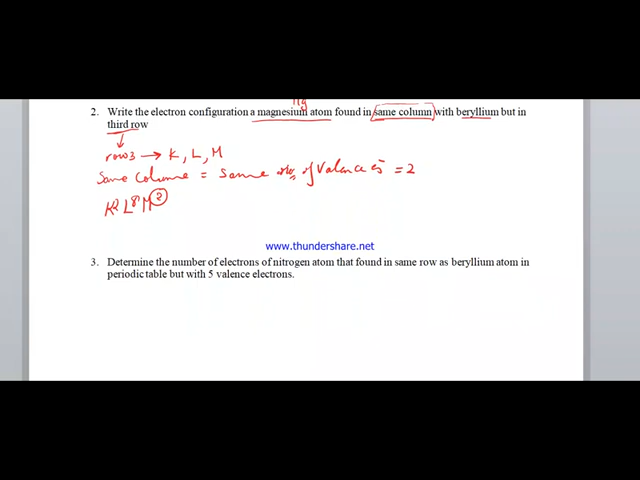 Mg
2. Write the electron configuration a magnesium atom found in same column with beryllium but in
third row
row3 → K, L, M
Same Column = Same no. of Valence es = 2
K² L⁸ M²
www.thundershare.net
3. Determine the number of electrons of nitrogen atom that found in same row as beryllium atom in
periodic table but with 5 valence electrons.